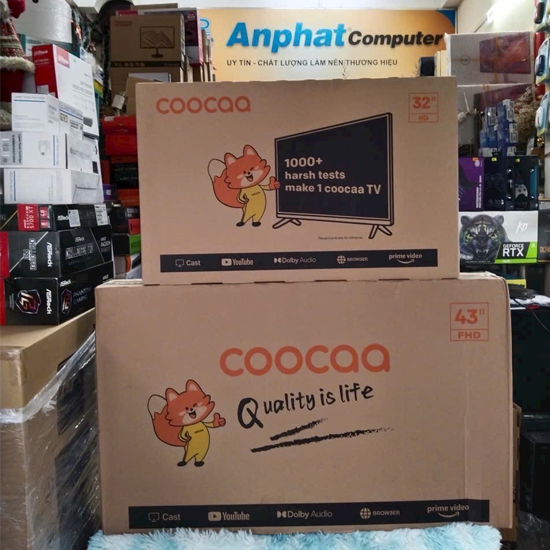 Anphat Computer
UY TÍN - CHẤT LƯỢNG LÀM NÊN THƯƠNG HIỆU
coocaa
32"
HD
1000+
harsh tests
make 1 coocaa TV
Cast
YouTube
Dolby Audio
BROWSER
prime video
ASRock
ASRock
ASRock
GEFORCE
RTX
43"
FHD
coocaa
Quality is life
Cast
YouTube
Dolby Audio
BROWSER
prime video